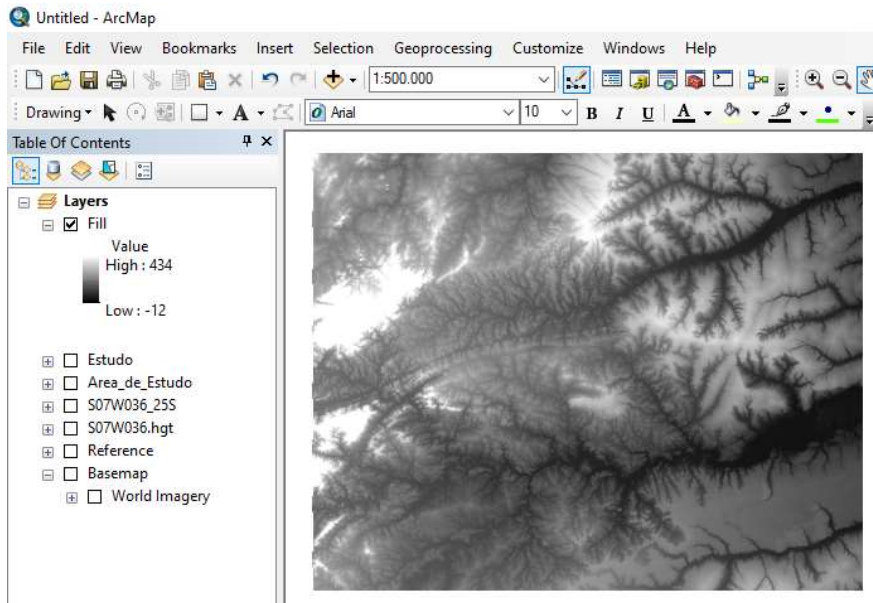 Untitled - ArcMap
File Edit View Bookmarks Insert Selection Geoprocessing Customize Windows Help
1:500.000
Drawing A Arial 10 B I U A
Table Of Contents
Layers
Fill
Value
High : 434
Low : -12
Estudo
Area_de_Estudo
S07W036_25S
S07W036.hgt
Reference
Basemap
World Imagery